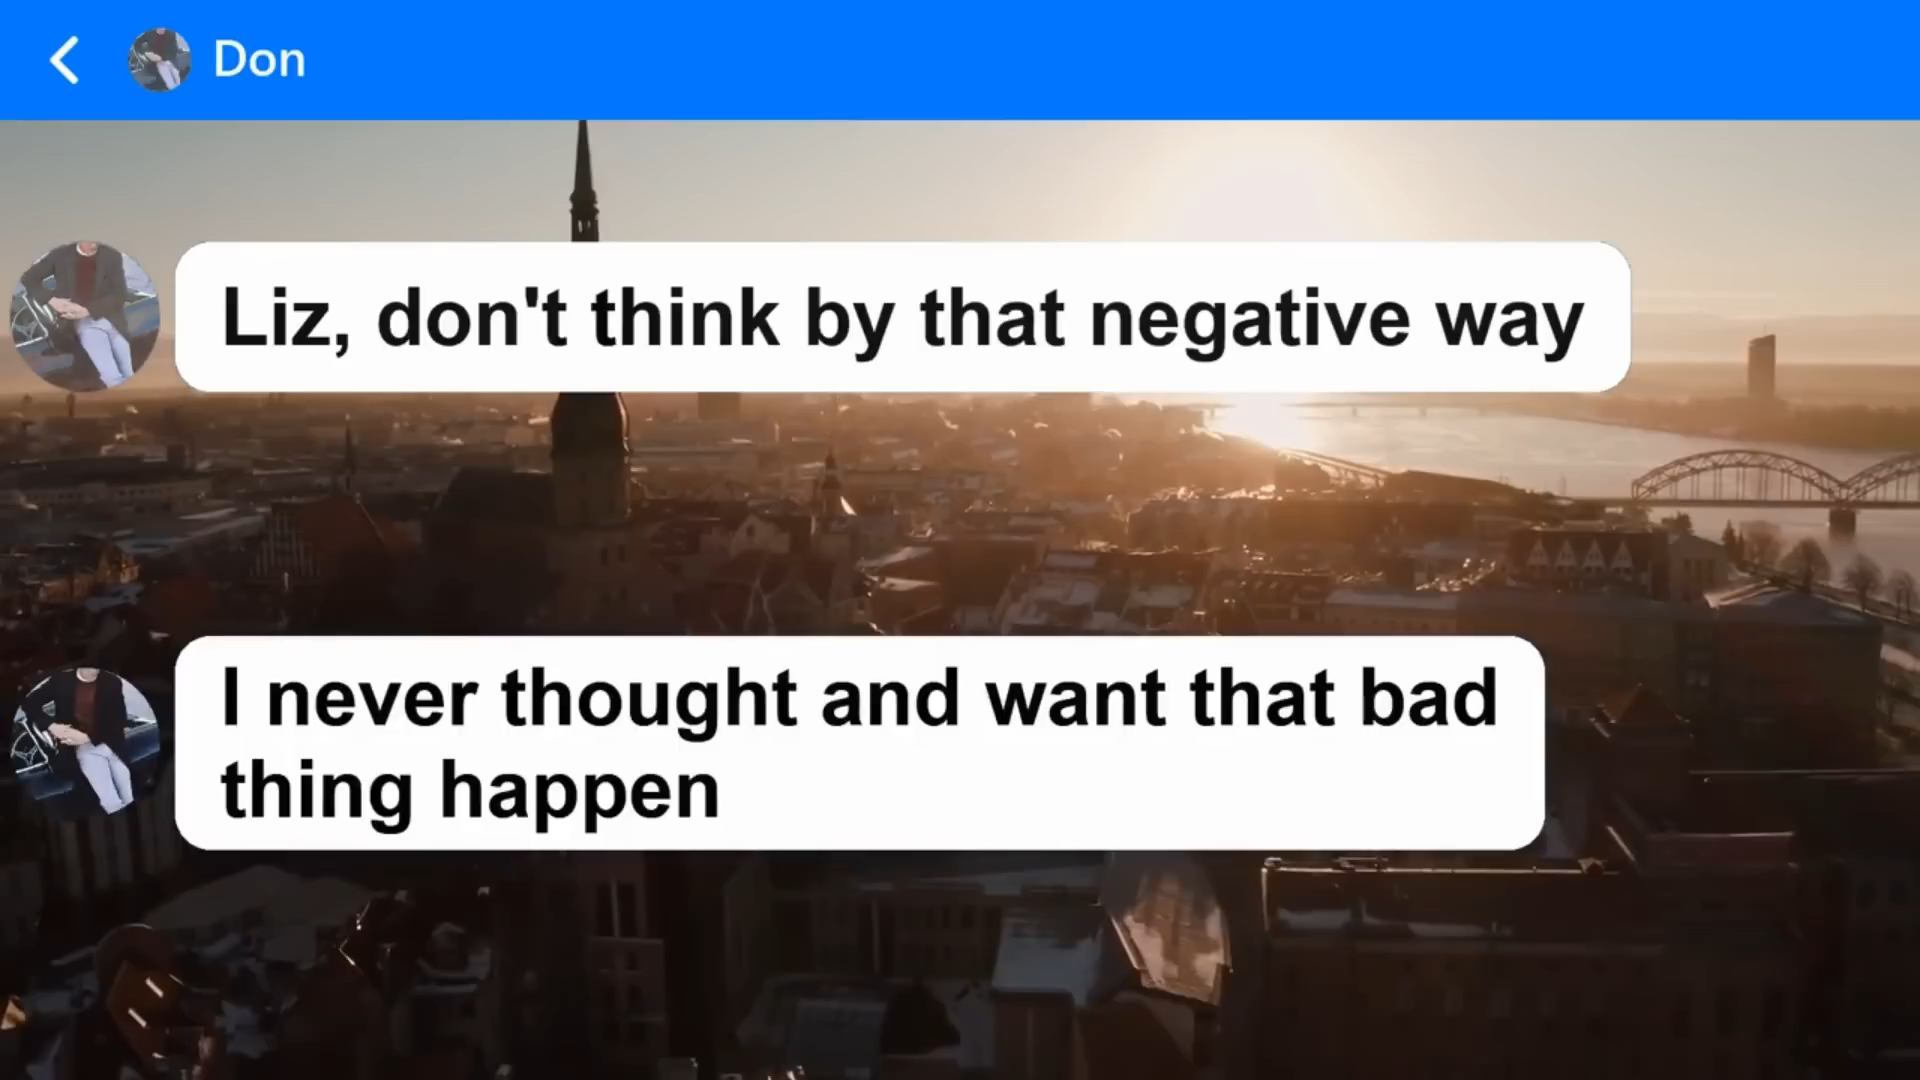 Don
Liz, don't think by that negative way
I never thought and want that bad
thing happen